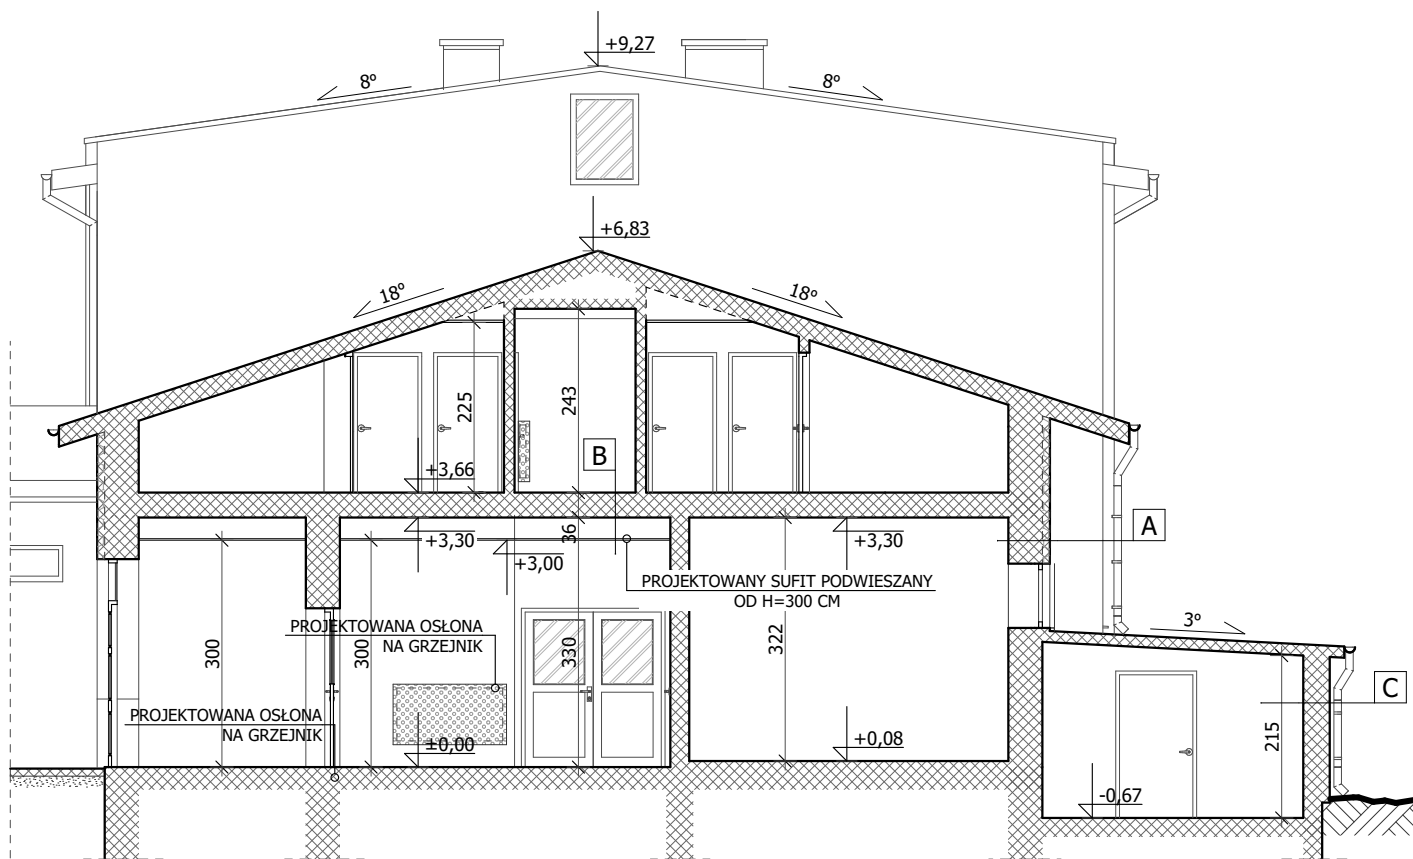 +9,27
8°
8°
+6,83
18°
18°
225
243
B
+3,66
A
+3,30
36
+3,30
+3,00
PROJEKTOWANY SUFIT PODWIESZANY
OD H=300 CM
3°
PROJEKTOWANA OSŁONA
NA GRZEJNIK
300
300
330
322
C
PROJEKTOWANA OSŁONA
NA GRZEJNIK
±0,00
+0,08
215
-0,67